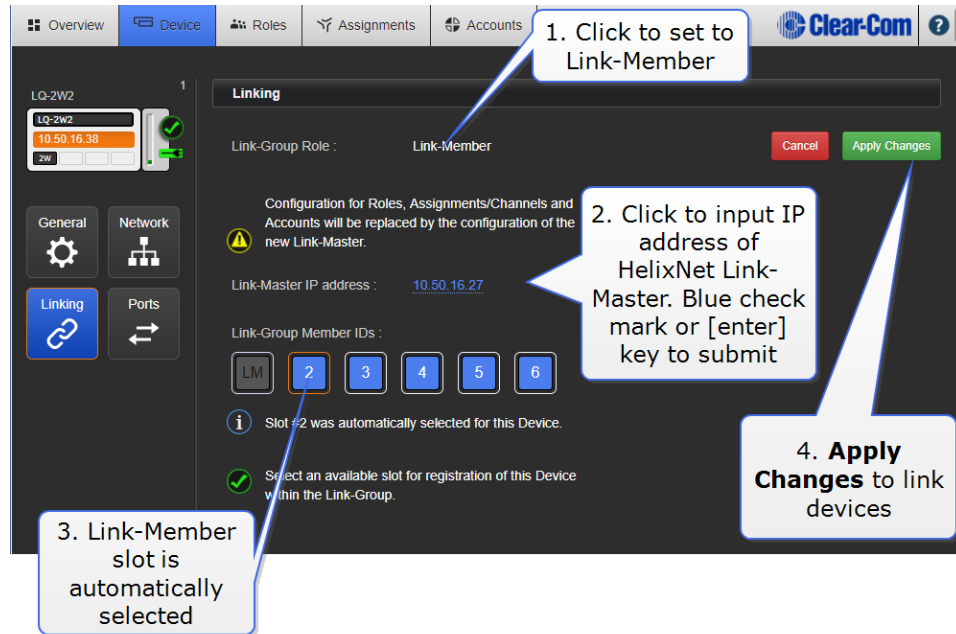 Overview
Device
Roles
Assignments
Accounts
Clear-Com
?
1. Click to set to
Link-Member
LQ-2W2
1
LQ-2W2
10.50.16.38
2W
General
Network
Linking
Ports
Linking
Link-Group Role :
Link-Member
Cancel
Apply Changes
Configuration for Roles, Assignments/Channels and
Accounts will be replaced by the configuration of the
new Link-Master.
Link-Master IP address :
10.50.16.27
2. Click to input IP
address of
HelixNet Link-
Master. Blue check
mark or [enter]
key to submit
Link-Group Member IDs :
LM
2
3
4
5
6
i
Slot #2 was automatically selected for this Device.
Select an available slot for registration of this Device
within the Link-Group.
3. Link-Member
slot is
automatically
selected
4. Apply
Changes to link
devices